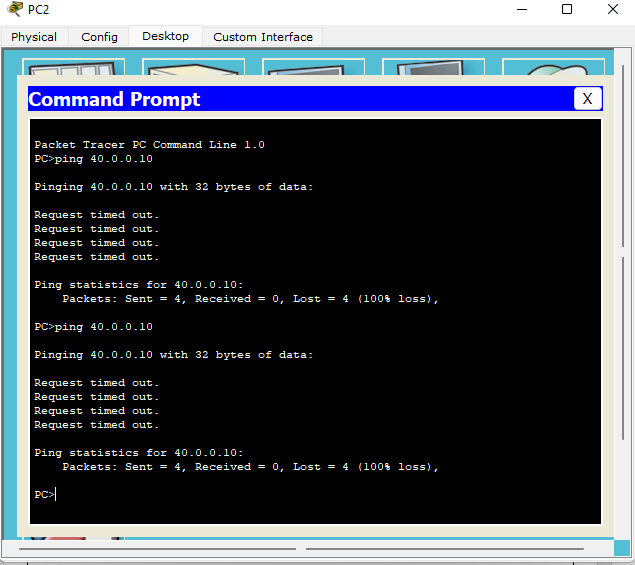 PC2
Physical Config Desktop Custom Interface
Command Prompt X
Packet Tracer PC Command Line 1.0
PC>ping 40.0.0.10
Pinging 40.0.0.10 with 32 bytes of data:
Request timed out.
Request timed out.
Request timed out.
Request timed out.
Ping statistics for 40.0.0.10:
Packets: Sent = 4, Received = 0, Lost = 4 (100% loss),
PC>ping 40.0.0.10
Pinging 40.0.0.10 with 32 bytes of data:
Request timed out.
Request timed out.
Request timed out.
Request timed out.
Ping statistics for 40.0.0.10:
Packets: Sent = 4, Received = 0, Lost = 4 (100% loss),
PC>